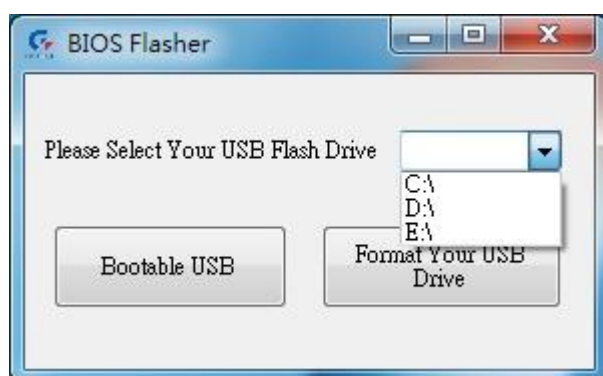 BIOS Flasher
Please Select Your USB Flash Drive
C:\
D:\
E:\
Bootable USB
Format Your USB
Drive